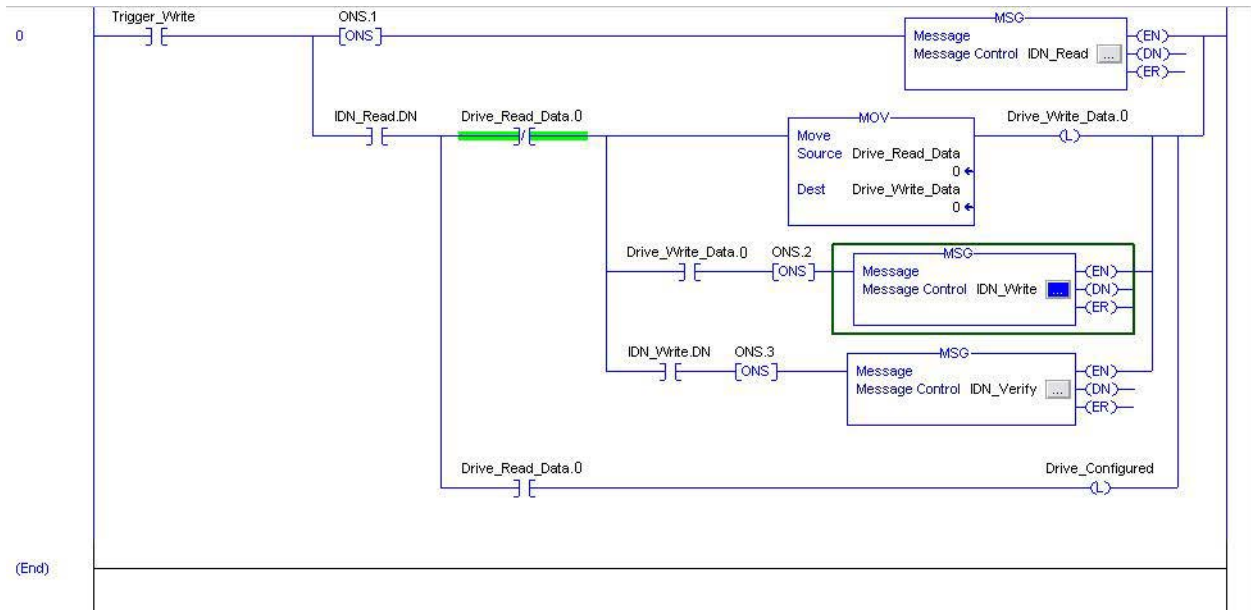 Trigger_Write ONS.1 MSG
0 [ONS] Message (EN)
Message Control IDN_Read ... (DN)
(ER)
IDN_Read.DN Drive_Read_Data.0 MOV Drive_Write_Data.0
/ Move (L)
Source Drive_Read_Data
0
Dest Drive_Write_Data
0
Drive_Write_Data.0 ONS.2 MSG
[ONS] Message (EN)
Message Control IDN_Write ... (DN)
(ER)
IDN_Write.DN ONS.3 MSG
[ONS] Message (EN)
Message Control IDN_Verify ... (DN)
(ER)
Drive_Read_Data.0 Drive_Configured
(L)
(End)